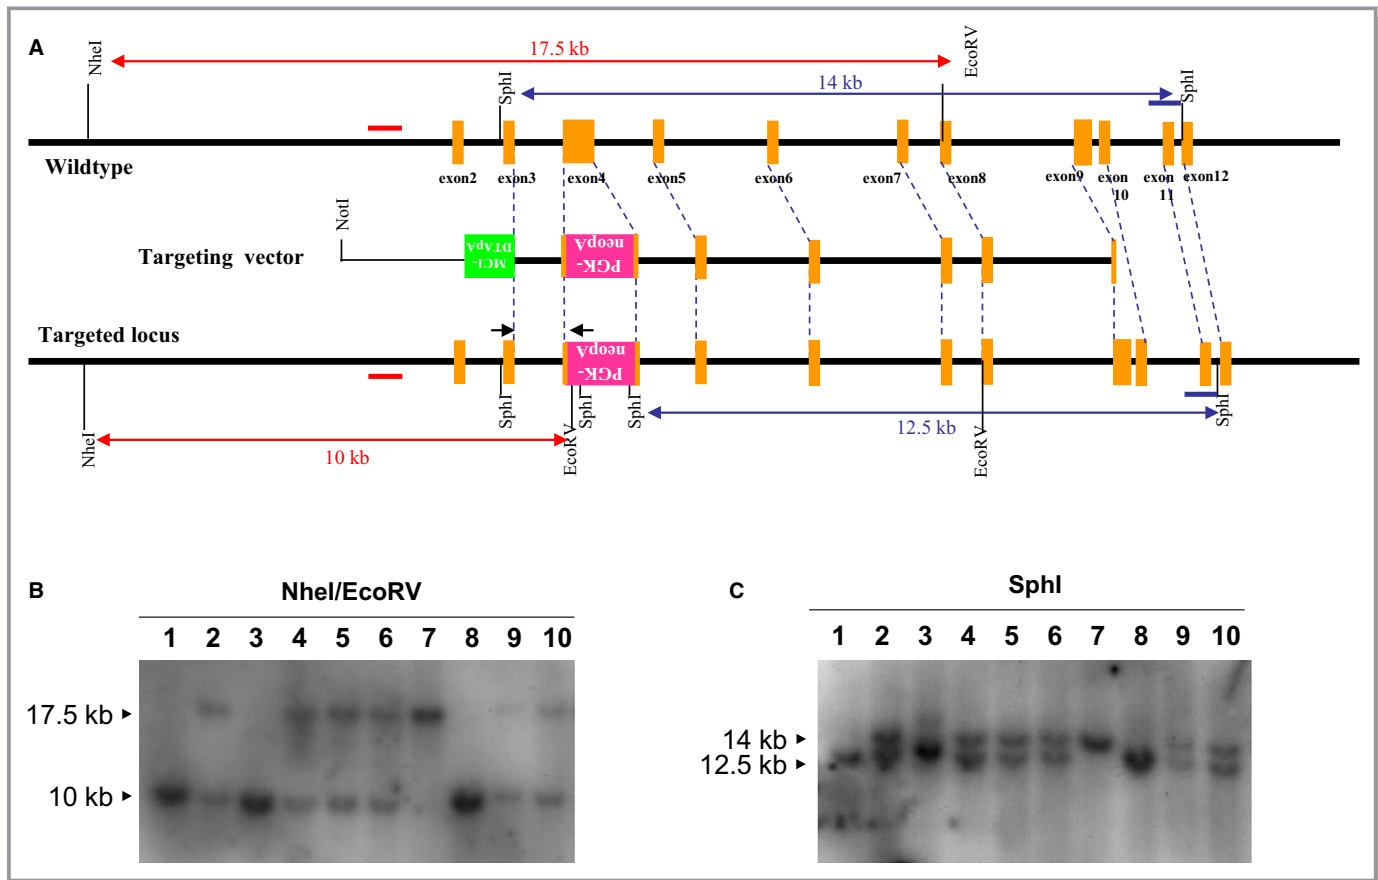 A
NheI
17.5 kb
EcoRV
SphI
14 kb
SphI
Wildtype
exon2
exon3
exon4
exon5
exon6
exon7
exon8
exon9
exon 10
exon 11
exon12
NotI
Targeting vector
MC1-
DTApA
PGK-
neopA
Targeted locus
PGK-
neopA
NheI
10 kb
SphI
EcoRV
SphI
SphI
12.5 kb
EcoRV
SphI
B
NheI/EcoRV
1 2 3 4 5 6 7 8 9 10
17.5 kb
10 kb
C
SphI
1 2 3 4 5 6 7 8 9 10
14 kb
12.5 kb